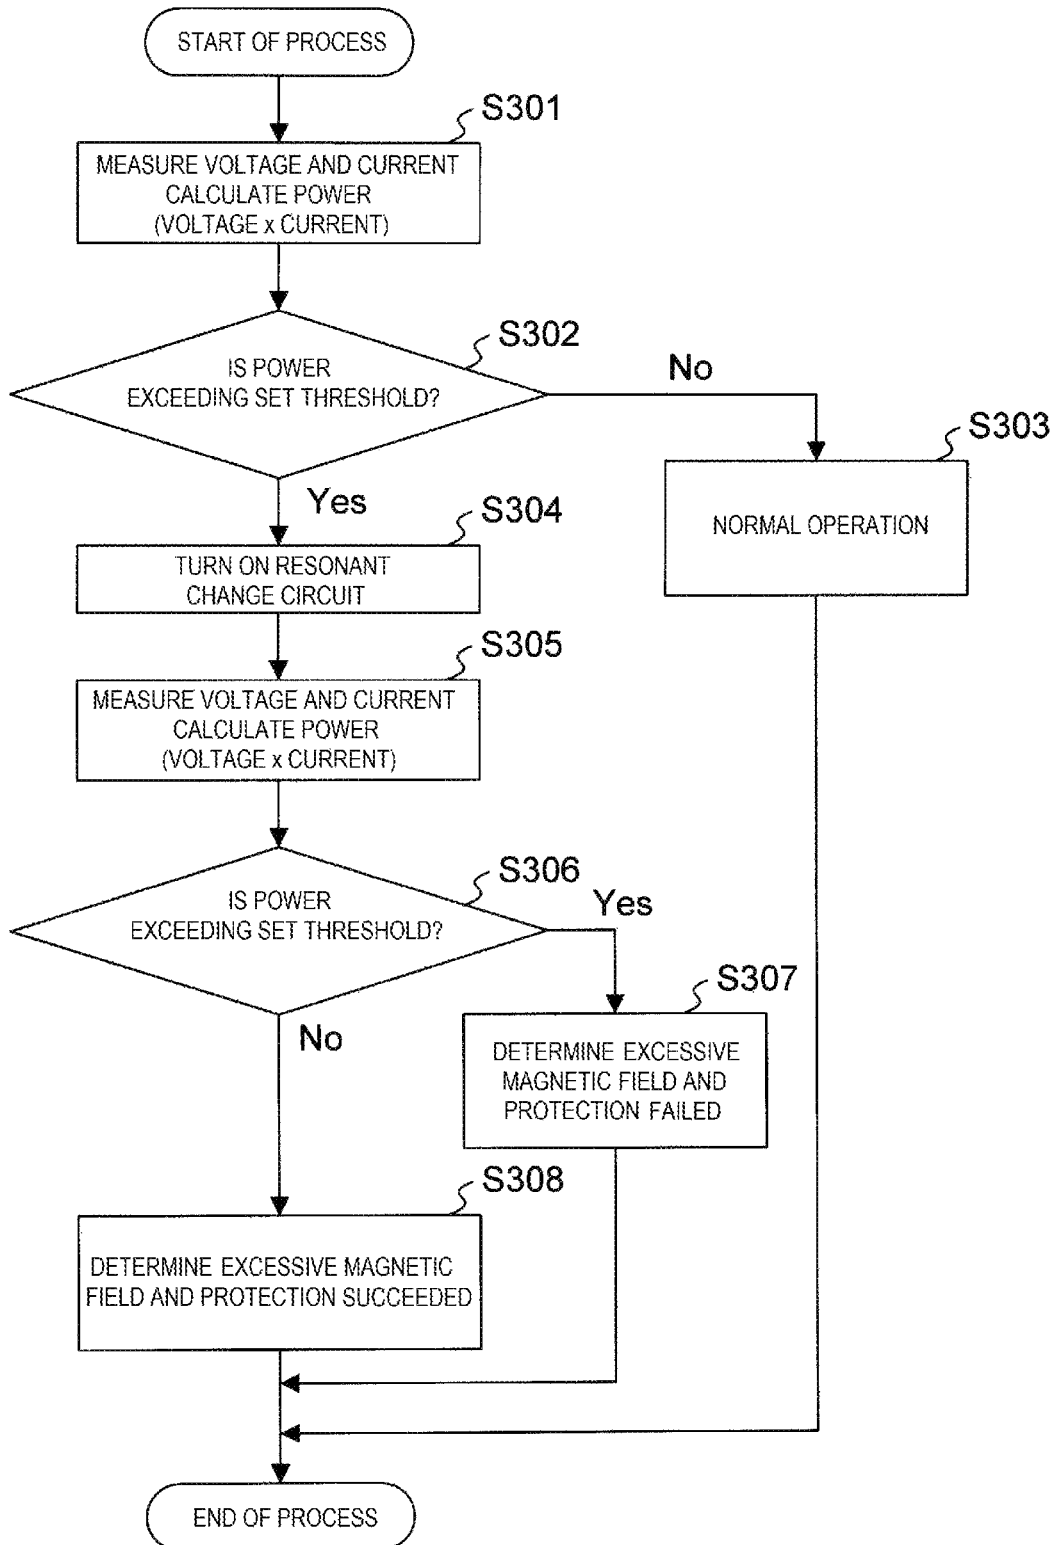 START OF PROCESS
S301
MEASURE VOLTAGE AND CURRENT
CALCULATE POWER
(VOLTAGE x CURRENT)
S302
IS POWER
EXCEEDING SET THRESHOLD?
No
S303
NORMAL OPERATION
Yes
S304
TURN ON RESONANT
CHANGE CIRCUIT
S305
MEASURE VOLTAGE AND CURRENT
CALCULATE POWER
(VOLTAGE x CURRENT)
S306
IS POWER
EXCEEDING SET THRESHOLD?
Yes
S307
DETERMINE EXCESSIVE
MAGNETIC FIELD AND
PROTECTION FAILED
No
S308
DETERMINE EXCESSIVE MAGNETIC
FIELD AND PROTECTION SUCCEEDED
END OF PROCESS